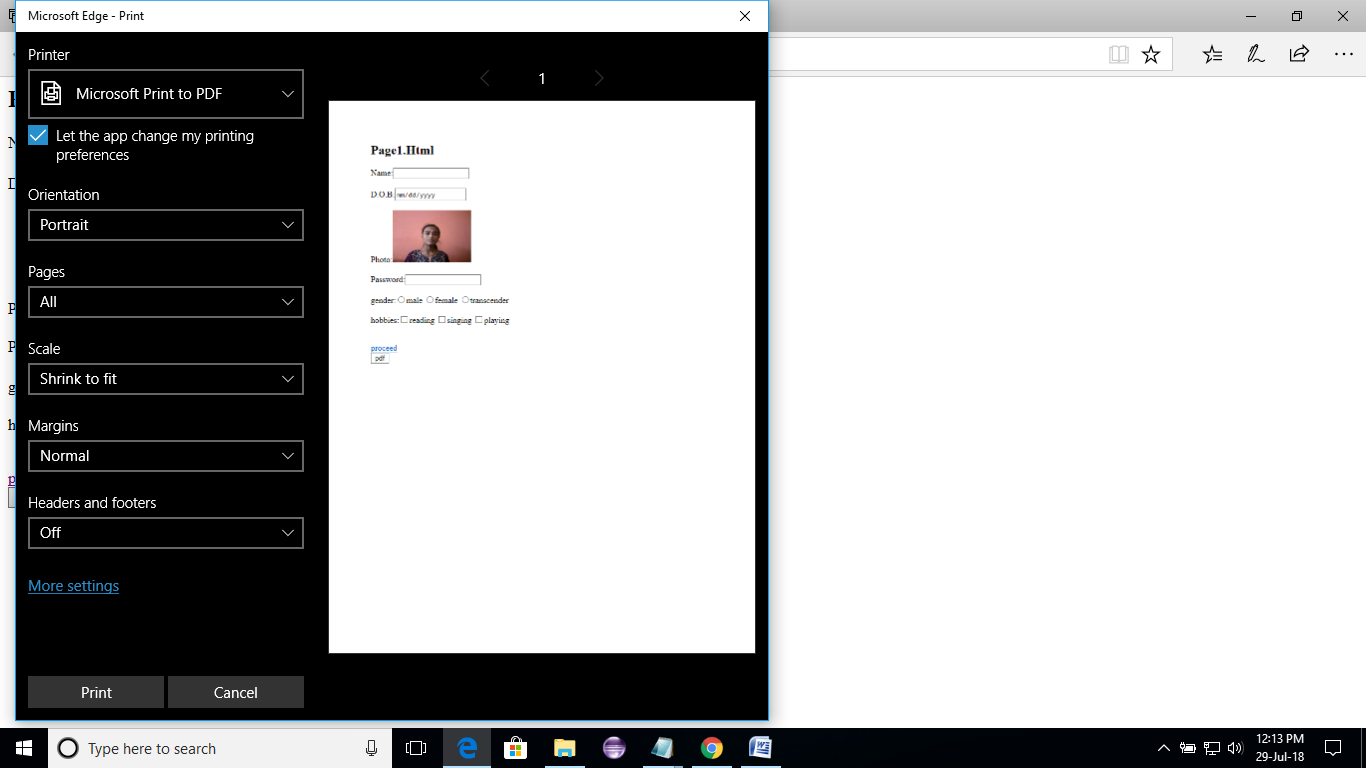 Microsoft Edge - Print
Printer
Microsoft Print to PDF
Let the app change my printing
preferences
Orientation
Portrait
Pages
All
Scale
Shrink to fit
Margins
Normal
Headers and footers
Off
More settings
Print
Cancel
1
Page1.Html
Name:
D.O.B: mm/dd/yyyy
Photo:
Password:
gender: male female transcender
hobbies: reading singing playing
proceed
pdf
Type here to search
12:13 PM
29-Jul-18